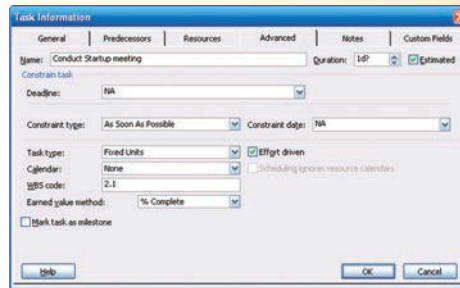 Task Information
General Predecessors Resources Advanced Notes Custom Fields
Name: Conduct Startup meeting Duration: 1d? Estimated
Constrain task
Deadline: NA
Constraint type: As Soon As Possible Constraint date: NA
Task type: Fixed Units Effort driven
Calendar: None Scheduling ignores resource calendars
WBS code: 2.1
Earned value method: % Complete
Mark task as milestone
Help OK Cancel